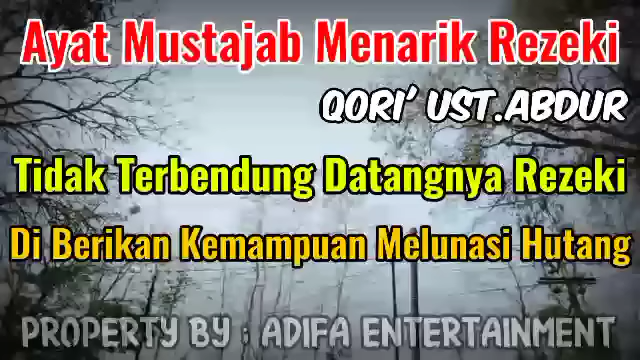 Ayat Mustajab Menarik Rezeki
QORI' UST.ABDUR
Tidak Terbendung Datangnya Rezeki
Di Berikan Kemampuan Melunasi Hutang
PROPERTY BY : ADIFA ENTERTAINMENT